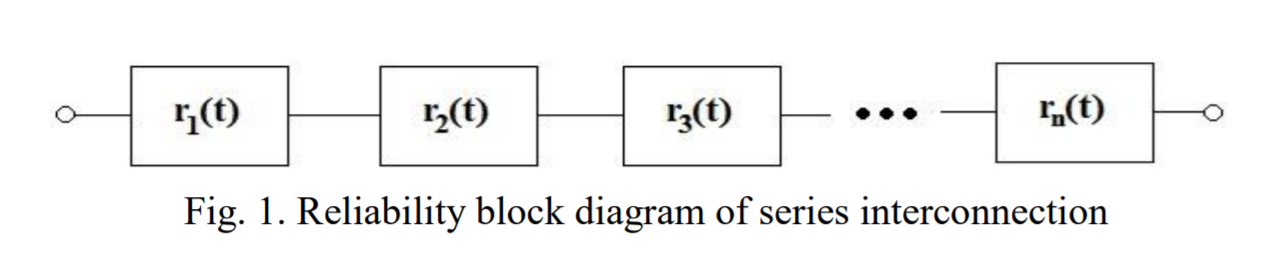 r₁(t) r₂(t) r₃(t) ••• rₙ(t)
Fig. 1. Reliability block diagram of series interconnection